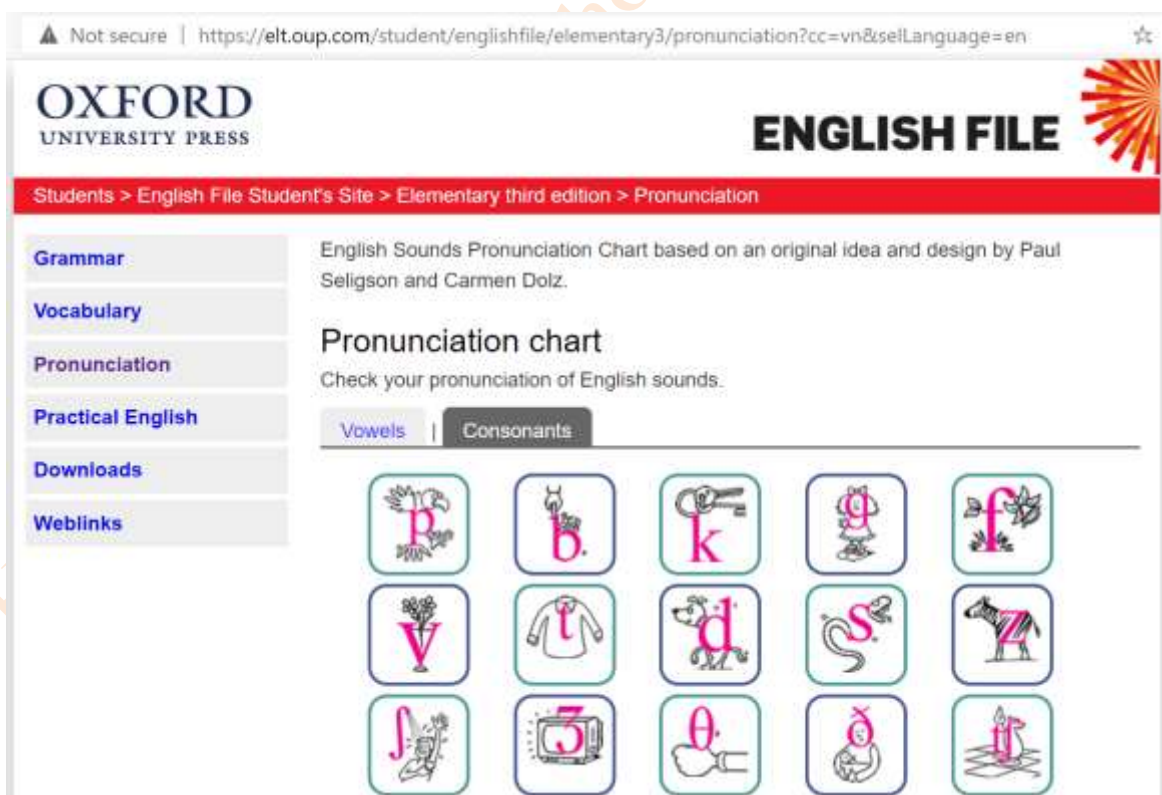 Not secure | https://elt.oup.com/student/englishfile/elementary3/pronunciation?cc=vn&selLanguage=en
OXFORD
UNIVERSITY PRESS
ENGLISH FILE
Students > English File Student's Site > Elementary third edition > Pronunciation
Grammar
Vocabulary
Pronunciation
Practical English
Downloads
Weblinks
English Sounds Pronunciation Chart based on an original idea and design by Paul
Seligson and Carmen Dolz.
Pronunciation chart
Check your pronunciation of English sounds.
Vowels | Consonants
p b k g f
v t d s z
ʃ ʒ θ ð tʃ